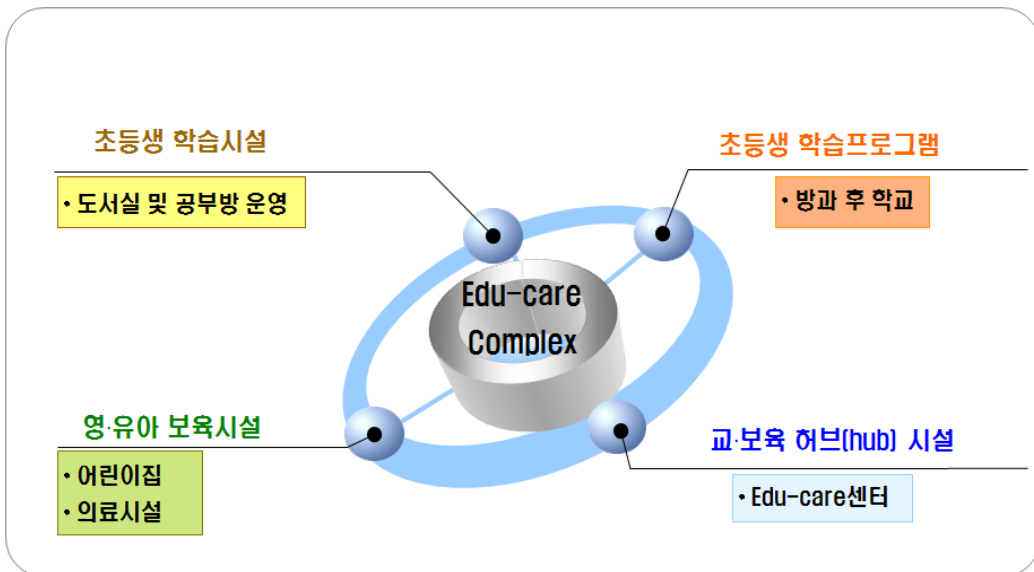 초등생 학습시설
• 도서실 및 공부방 운영
초등생 학습프로그램
• 방과 후 학교
Edu-care
Complex
영·유아 보육시설
• 어린이집
• 의료시설
교·보육 허브(hub) 시설
• Edu-care센터